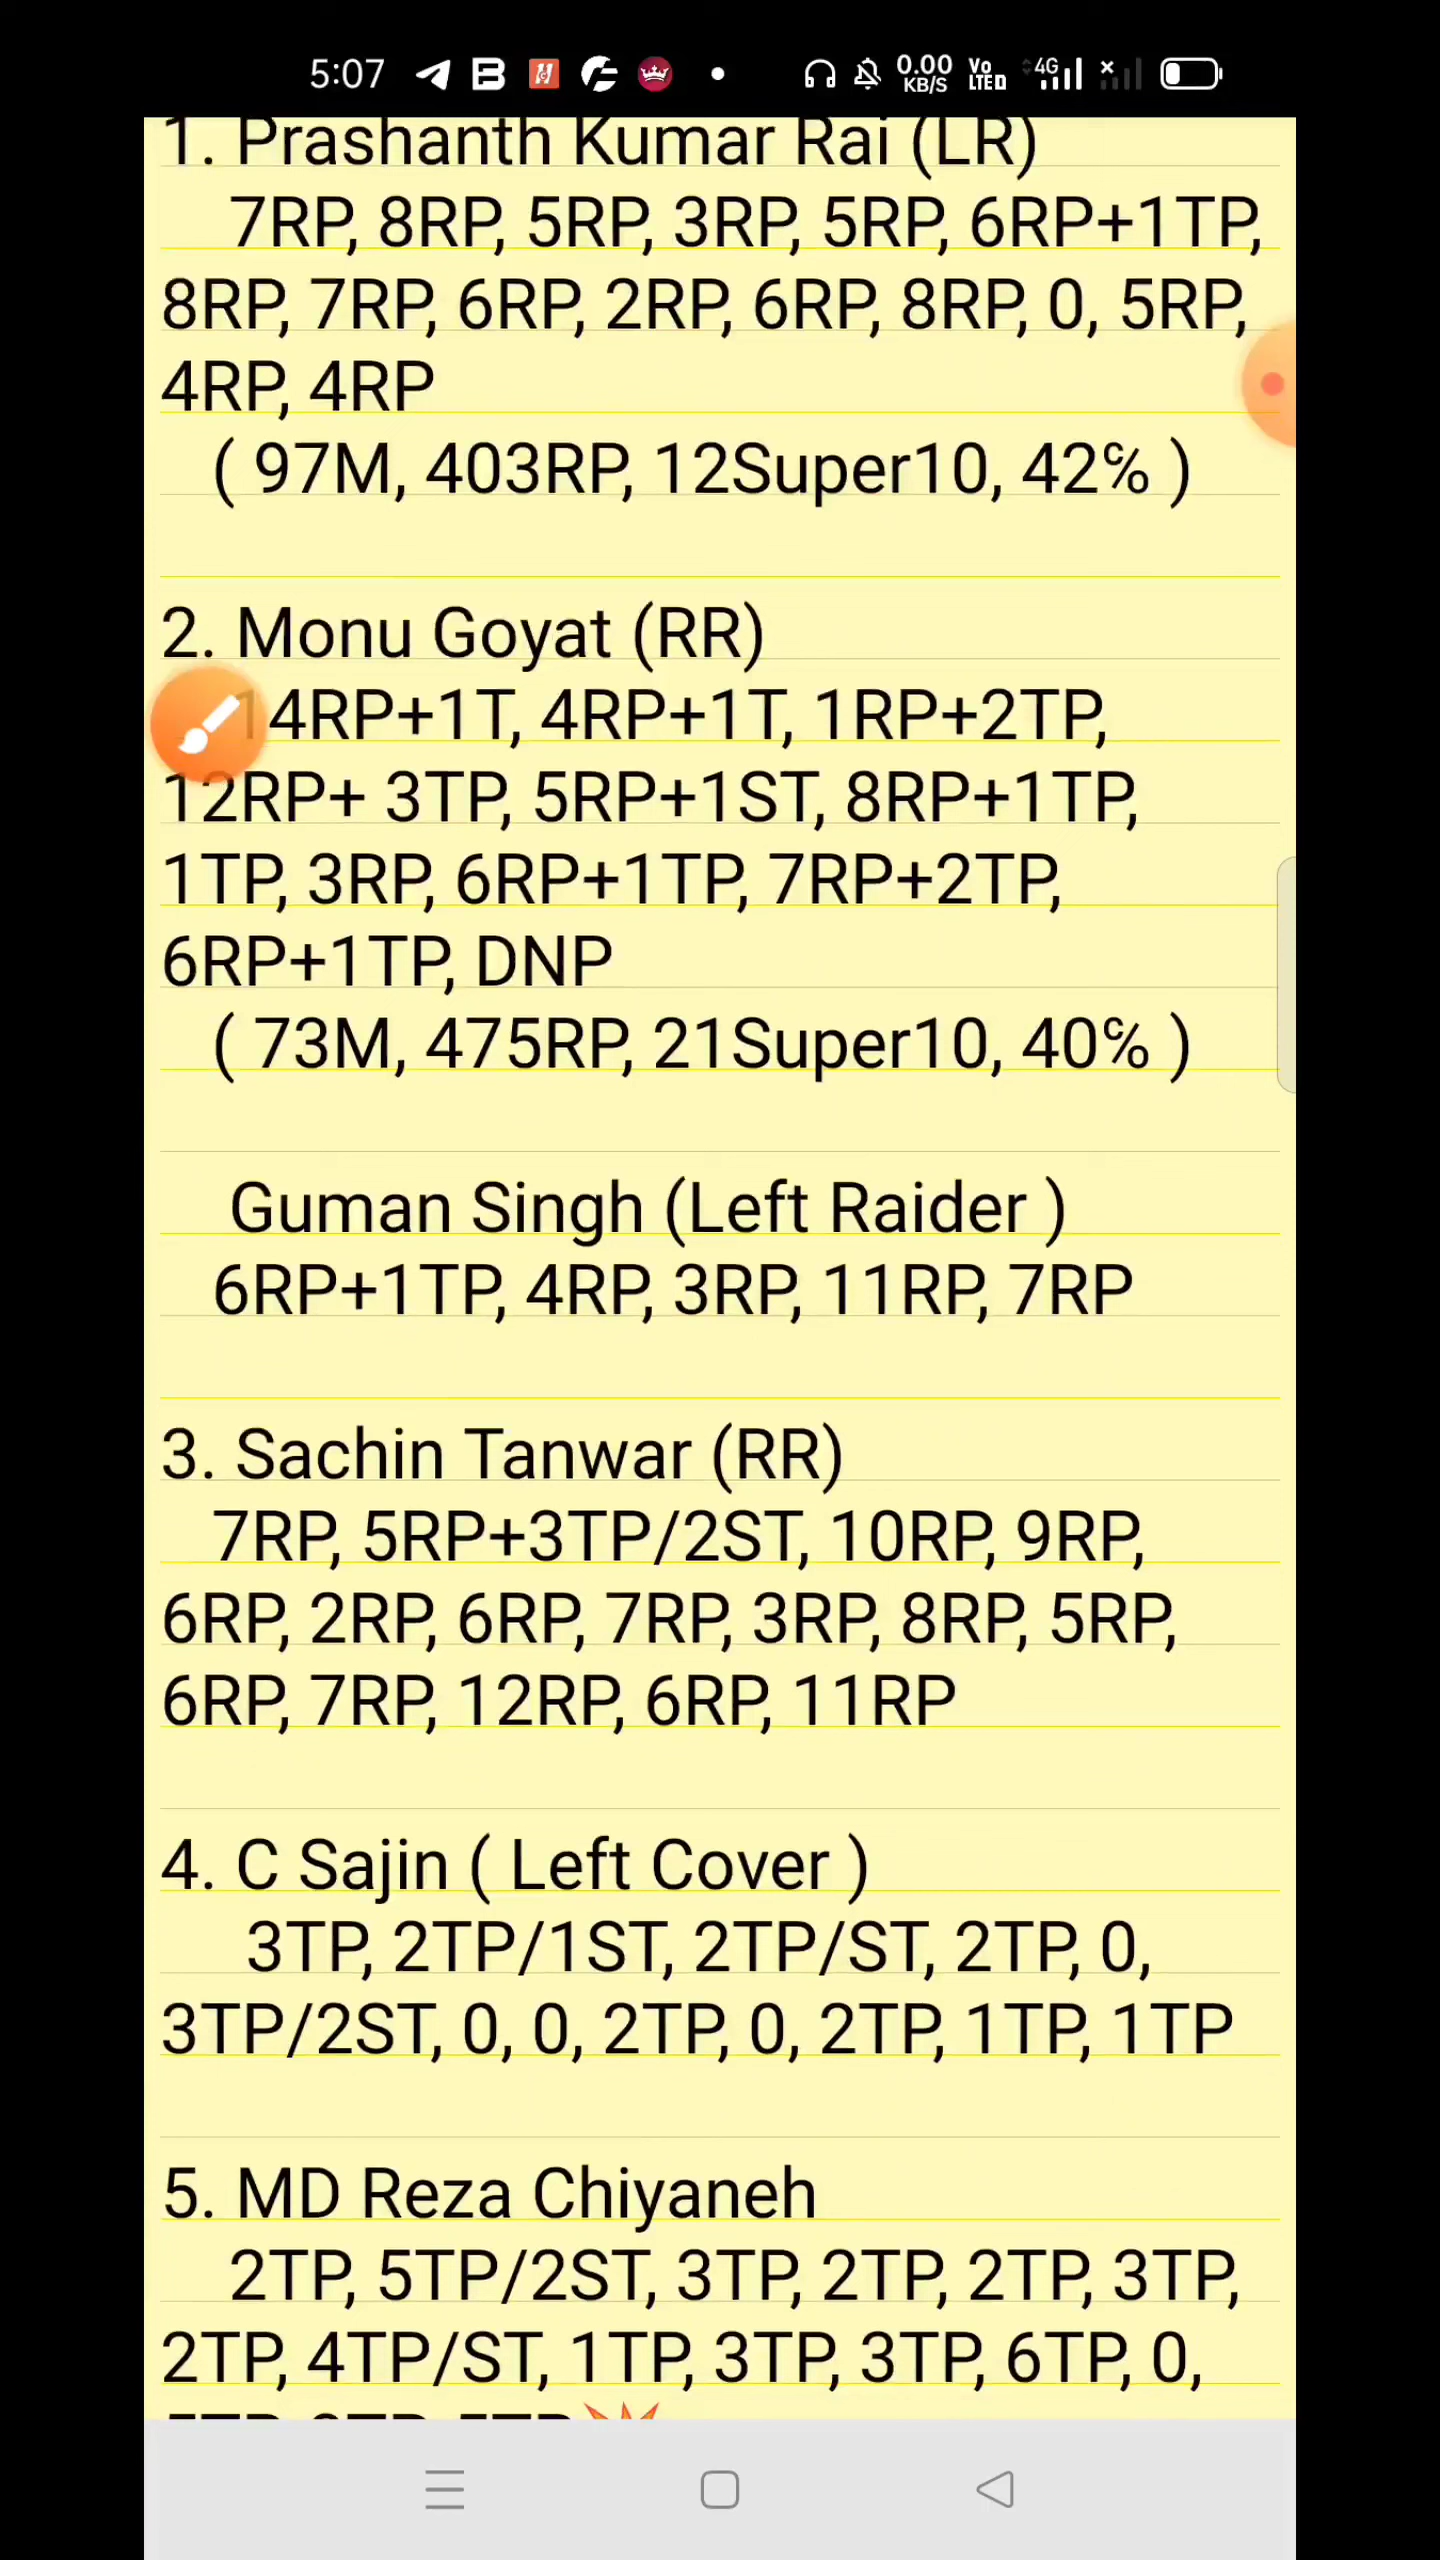 5:07
0.00
KB/S
Vo
LTE
4G
1. Prashanth Kumar Rai (LR)
7RP, 8RP, 5RP, 3RP, 5RP, 6RP+1TP,
8RP, 7RP, 6RP, 2RP, 6RP, 8RP, 0, 5RP,
4RP, 4RP
( 97M, 403RP, 12Super10, 42℅ )
2. Monu Goyat (RR)
14RP+1T, 4RP+1T, 1RP+2TP,
12RP+ 3TP, 5RP+1ST, 8RP+1TP,
1TP, 3RP, 6RP+1TP, 7RP+2TP,
6RP+1TP, DNP
( 73M, 475RP, 21Super10, 40℅ )
Guman Singh (Left Raider )
6RP+1TP, 4RP, 3RP, 11RP, 7RP
3. Sachin Tanwar (RR)
7RP, 5RP+3TP/2ST, 10RP, 9RP,
6RP, 2RP, 6RP, 7RP, 3RP, 8RP, 5RP,
6RP, 7RP, 12RP, 6RP, 11RP
4. C Sajin ( Left Cover )
3TP, 2TP/1ST, 2TP/ST, 2TP, 0,
3TP/2ST, 0, 0, 2TP, 0, 2TP, 1TP, 1TP
5. MD Reza Chiyaneh
2TP, 5TP/2ST, 3TP, 2TP, 2TP, 3TP,
2TP, 4TP/ST, 1TP, 3TP, 3TP, 6TP, 0,